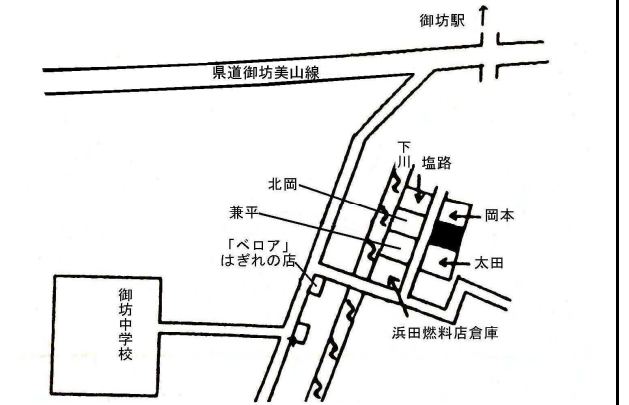 御坊駅
県道御坊美山線
下川
塩路
北岡
兼平
岡本
「ベロア」
はぎれの店
太田
御坊中学校
浜田燃料店倉庫